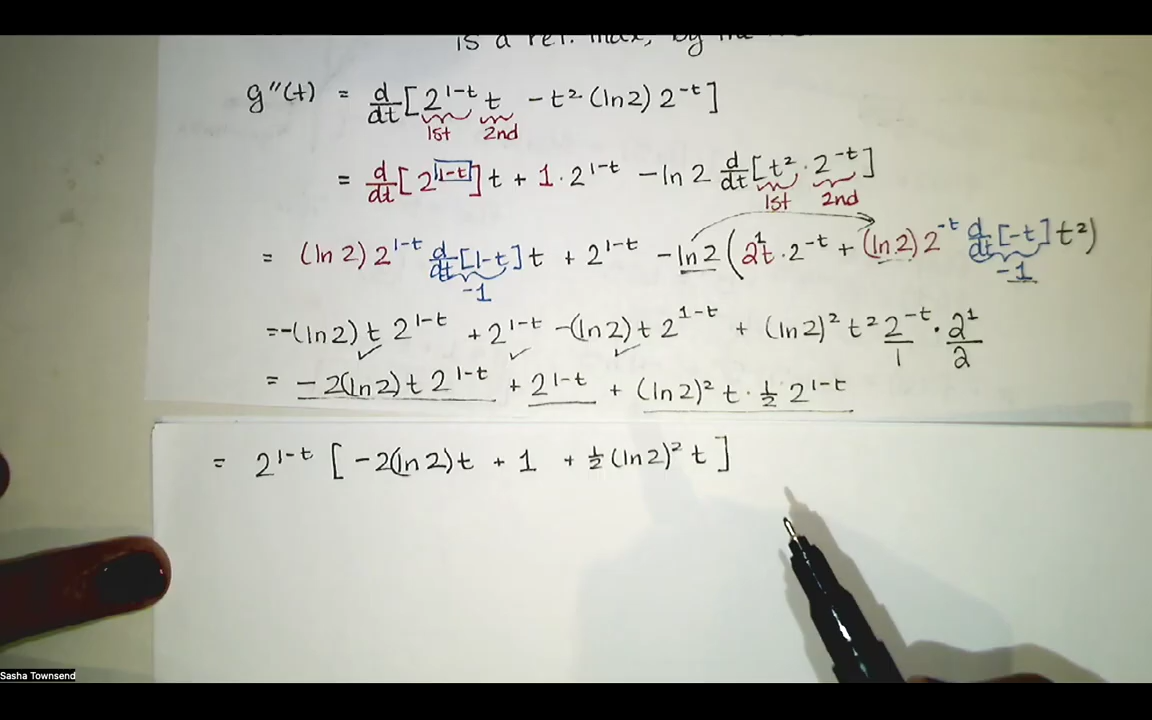 is a rel. max, by the
g''(t) = d/dt [2^(1-t) t - t² (ln2) 2^(-t)]
1st 2nd
= d/dt [2^(1-t)] t + 1 · 2^(1-t) - ln 2 d/dt [t² · 2^(-t)]
1st 2nd
= (ln 2) 2^(1-t) d/dt [1-t] t + 2^(1-t) - ln 2 (2^1 t · 2^(-t) + (ln 2) 2^(-t) d/dt [-t] t²)
-1 -1
= -(ln 2) t 2^(1-t) + 2^(1-t) - (ln 2) t 2^(1-t) + (ln 2)² t² 2^(-t)/1 · 2^1/2
= -2(ln 2) t 2^(1-t) + 2^(1-t) + (ln 2)² t · 1/2 2^(1-t)
= 2^(1-t) [-2(ln 2)t + 1 + 1/2 (ln 2)² t]
Sasha Townsend